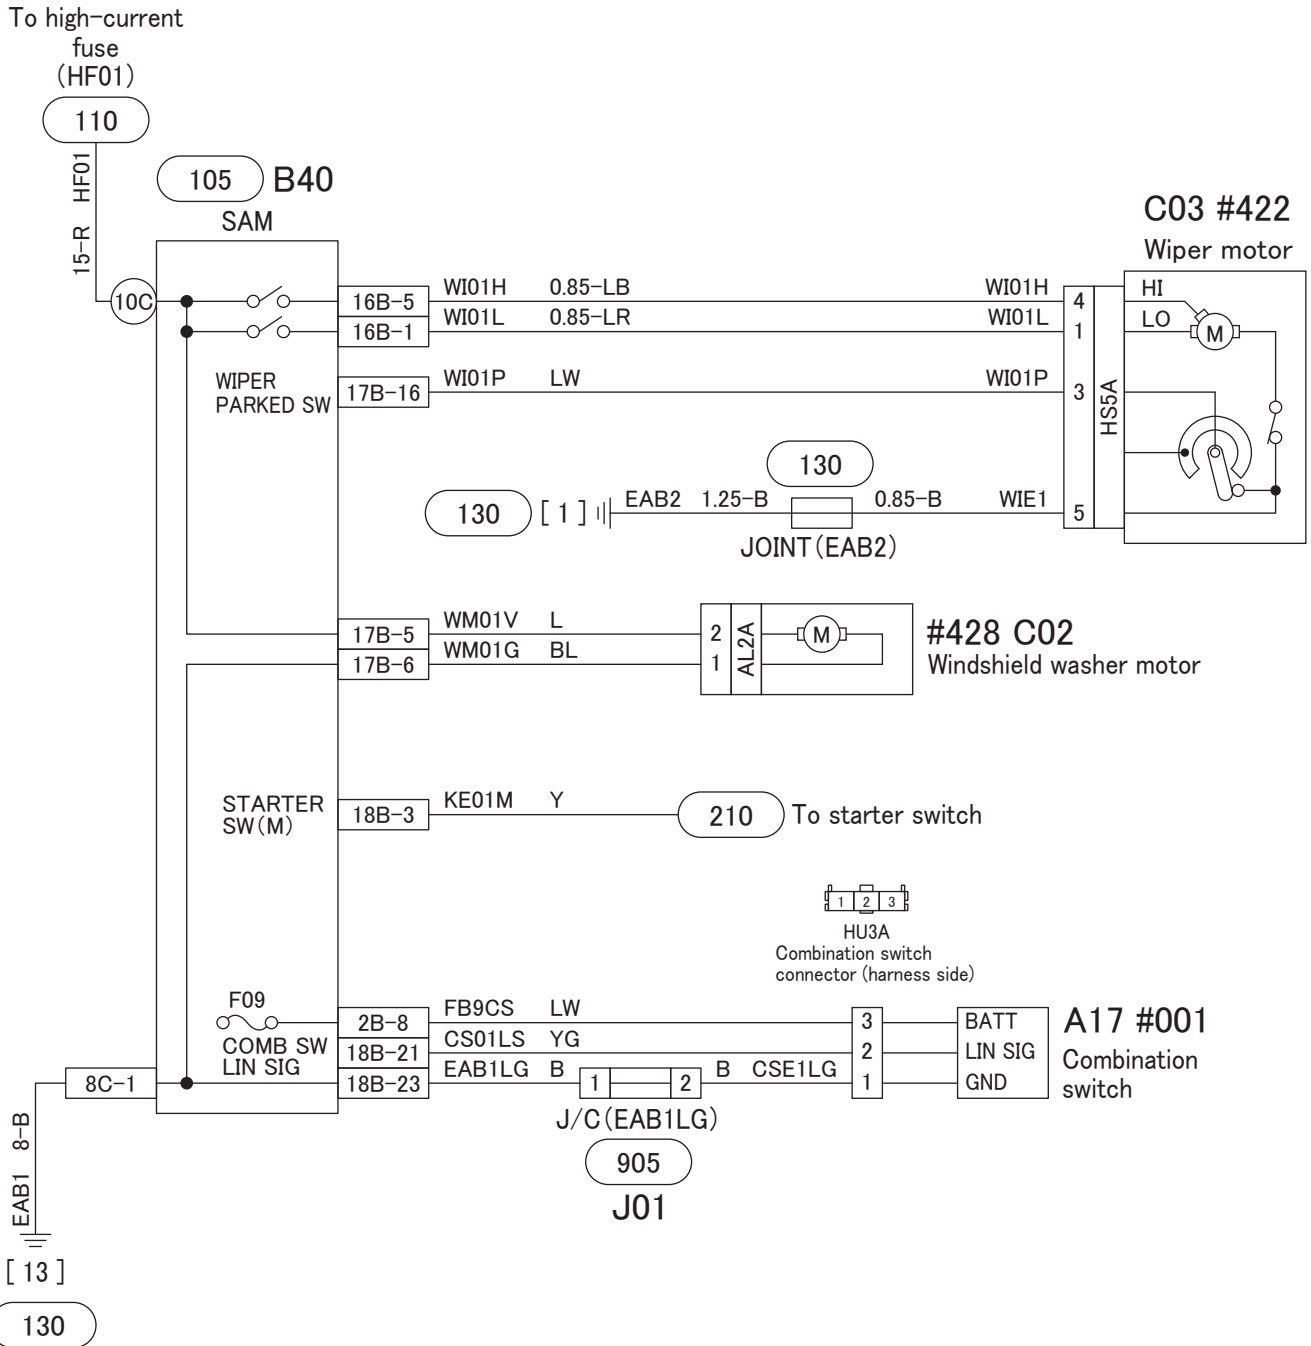 To high-current
fuse
(HF01)
110
15-R HF01
105 B40
SAM
10C
C03 #422
Wiper motor
16B-5 WI01H 0.85-LB WI01H 4 HI
16B-1 WI01L 0.85-LR WI01L 1 LO
M
WIPER
PARKED SW
17B-16 WI01P LW WI01P 3
HS5A
130
130 [ 1 ] EAB2 1.25-B 0.85-B WIE1 5
JOINT(EAB2)
17B-5 WM01V L 2
17B-6 WM01G BL 1
AL2A
M
#428 C02
Windshield washer motor
STARTER
SW(M)
18B-3 KE01M Y 210 To starter switch
1 2 3
HU3A
Combination switch
connector (harness side)
F09
2B-8 FB9CS LW 3 BATT
COMB SW
LIN SIG
18B-21 CS01LS YG 2 LIN SIG
8C-1 18B-23 EAB1LG B 1 2 B CSE1LG 1 GND
A17 #001
Combination
switch
J/C(EAB1LG)
905
J01
EAB1 8-B
[ 13 ]
130